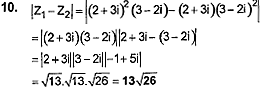 10. |Z₁ – Z₂| = |(2 + 3i)² (3 – 2i) – (2 + 3i)(3 – 2i)²|
= |(2 + 3i)(3 – 2i)||2 + 3i – (3 – 2i)|
= |2 + 3i||3 – 2i||–1 + 5i|
= √13.√13.√26 = 13√26